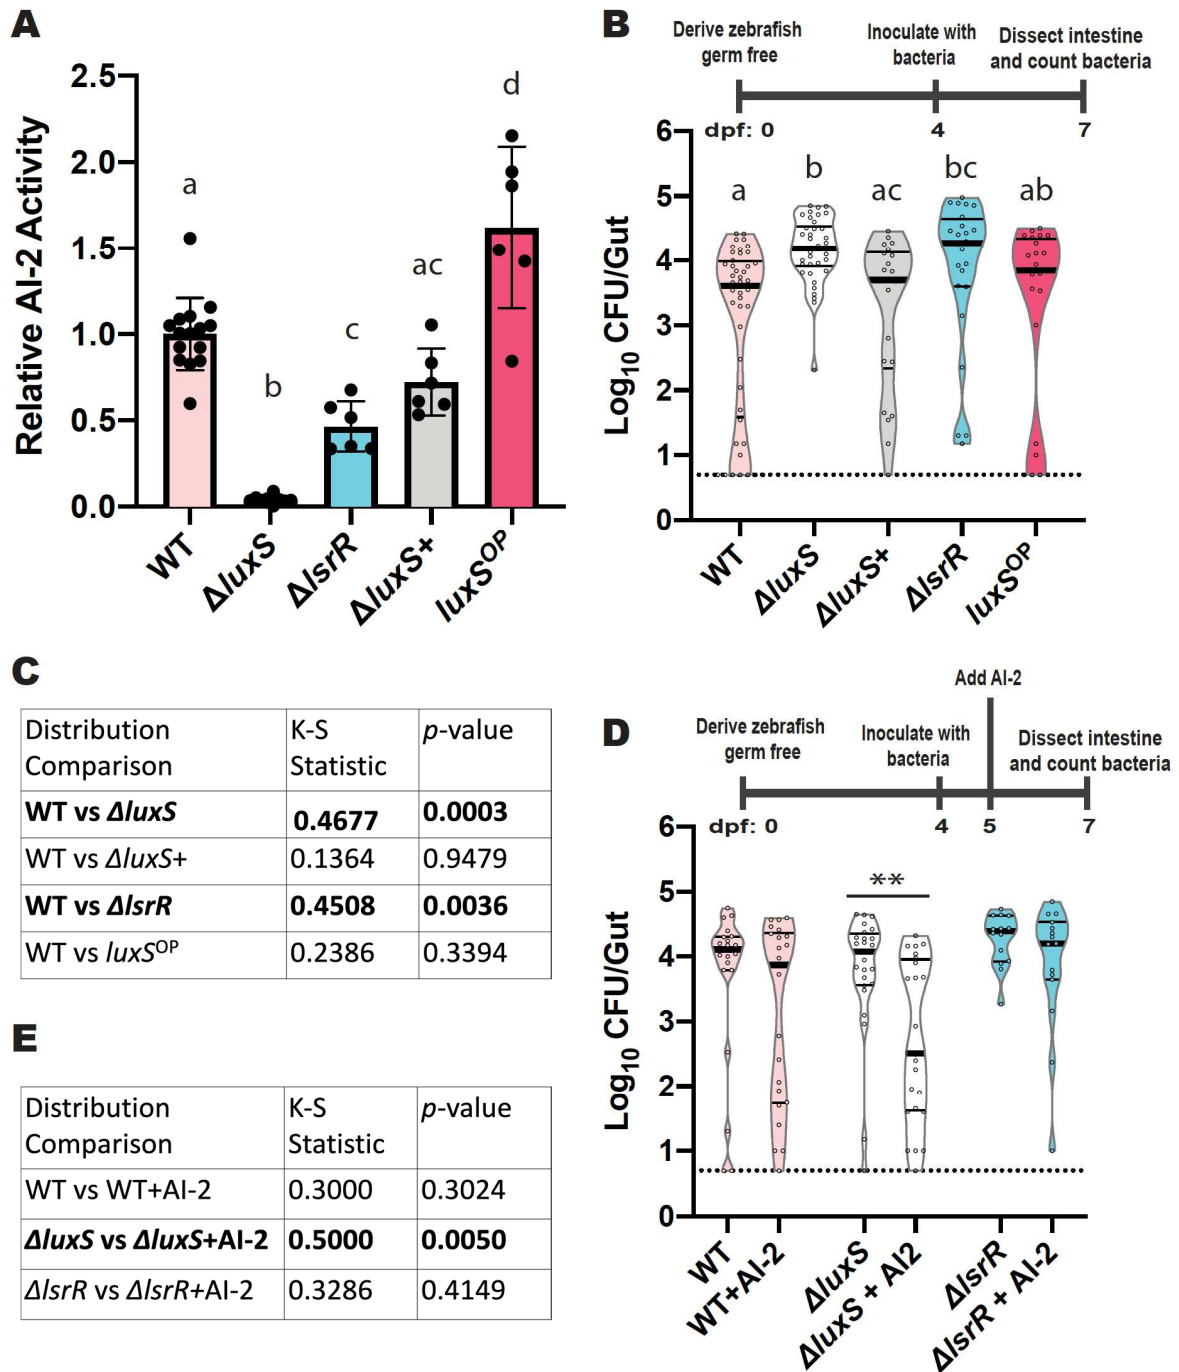 A
Relative AI-2 Activity
2.5
2.0
1.5
1.0
0.5
0.0
a
b
c
ac
d
WT
ΔluxS
ΔlsrR
ΔluxS+
luxS^OP
B
Derive zebrafish
germ free
Inoculate with
bacteria
Dissect intestine
and count bacteria
dpf: 0
4
7
Log10 CFU/Gut
6
5
4
3
2
1
0
a
b
ac
bc
ab
WT
ΔluxS
ΔluxS+
ΔlsrR
luxS^OP
C
Distribution Comparison K-S Statistic p-value
WT vs ΔluxS 0.4677 0.0003
WT vs ΔluxS+ 0.1364 0.9479
WT vs ΔlsrR 0.4508 0.0036
WT vs luxS^OP 0.2386 0.3394
D
Add AI-2
Derive zebrafish
germ free
Inoculate with
bacteria
Dissect intestine
and count bacteria
dpf: 0
4
5
7
Log10 CFU/Gut
6
5
4
3
2
1
0
**
WT
WT+AI-2
ΔluxS
ΔluxS + AI2
ΔlsrR
ΔlsrR + AI-2
E
Distribution Comparison K-S Statistic p-value
WT vs WT+AI-2 0.3000 0.3024
ΔluxS vs ΔluxS+AI-2 0.5000 0.0050
ΔlsrR vs ΔlsrR+AI-2 0.3286 0.4149